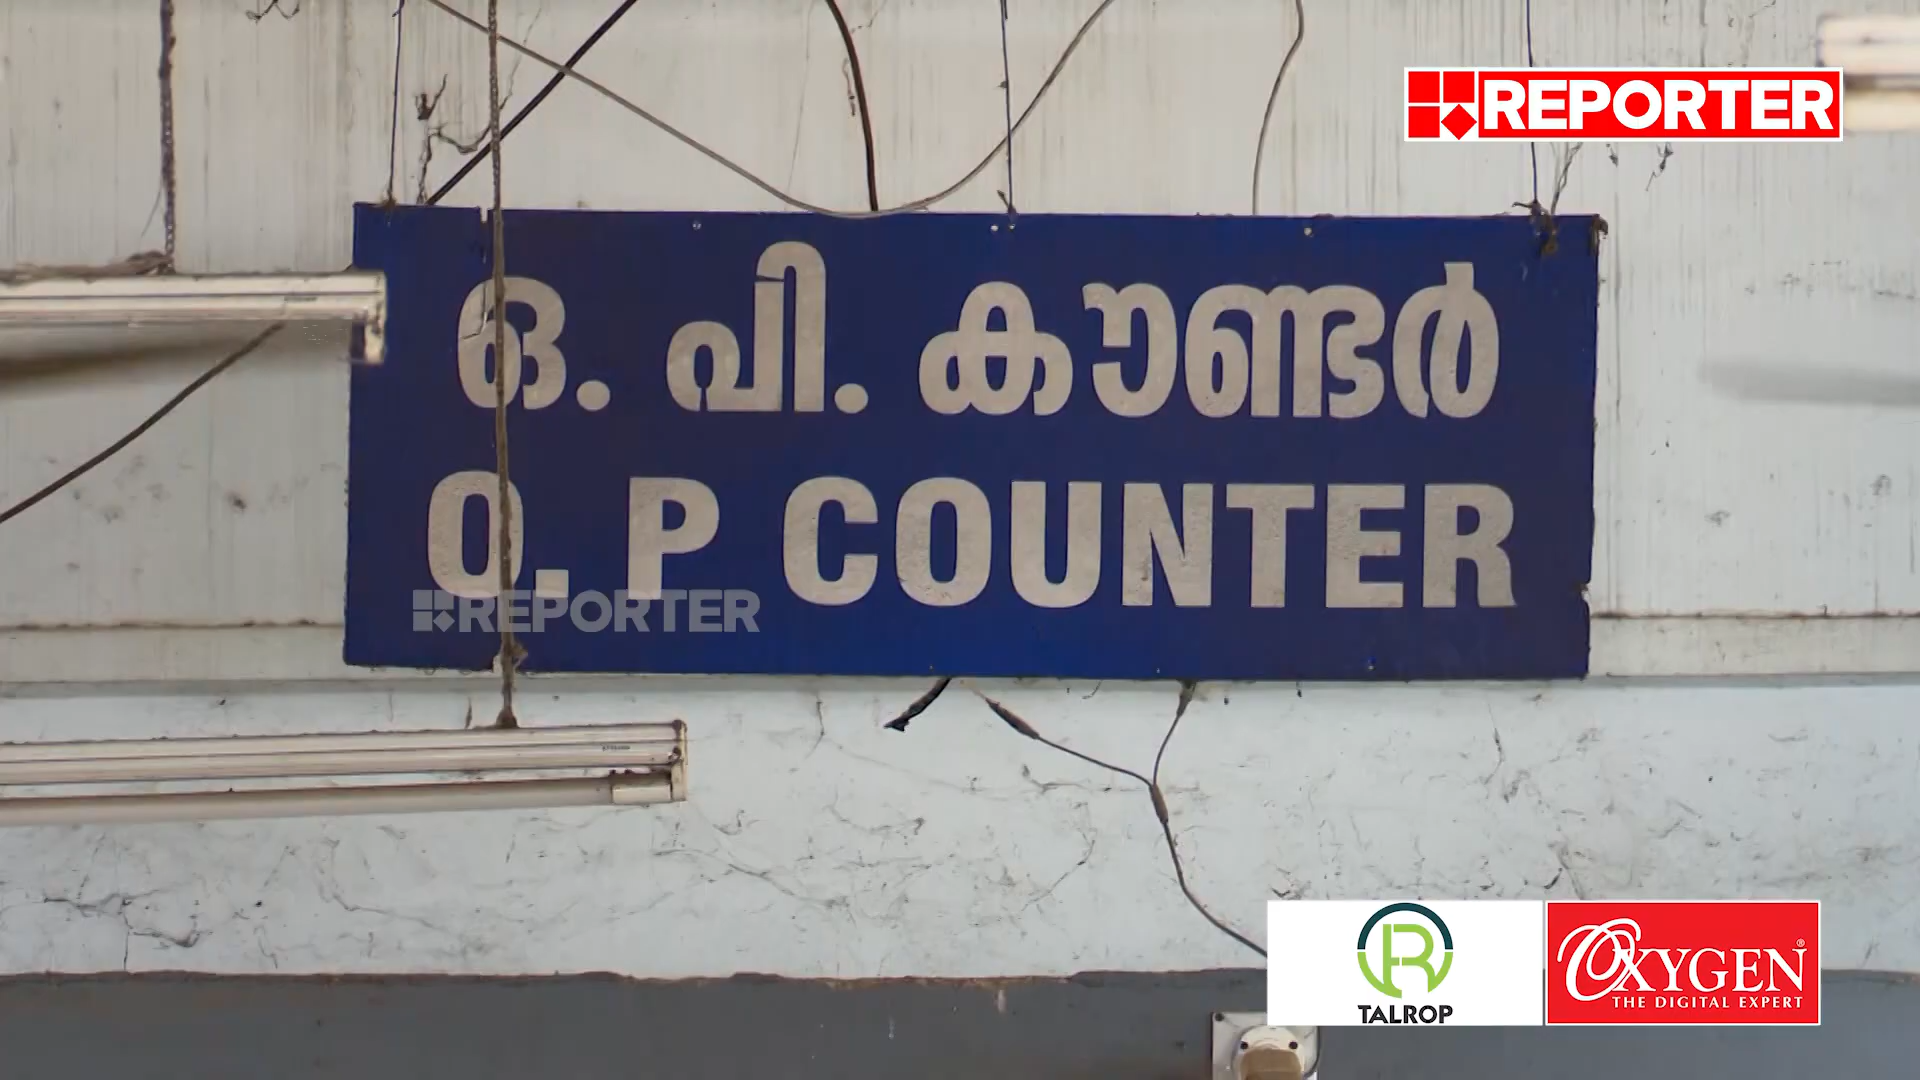 REPORTER
ഒ. പി. കൗണ്ടർ
O. P COUNTER
REPORTER
TALROP
OXYGEN®
THE DIGITAL EXPERT